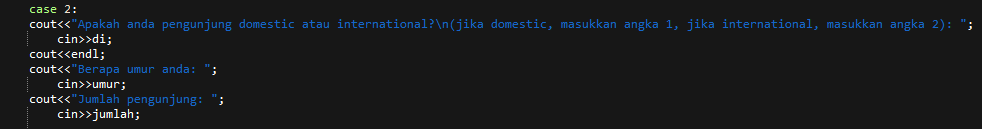 case 2:
cout<<"Apakah anda pengunjung domestic atau international?\n(jika domestic, masukkan angka 1, jika international, masukkan angka 2): ";
cin>>di;
cout<<endl;
cout<<"Berapa umur anda: ";
cin>>umur;
cout<<"Jumlah pengunjung: ";
cin>>jumlah;